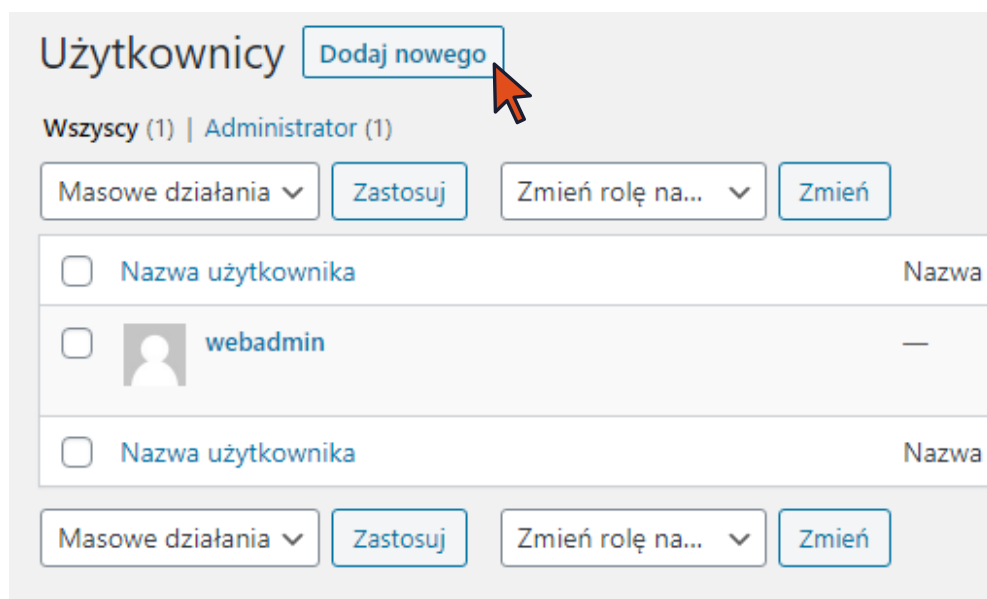 Użytkownicy Dodaj nowego
Wszyscy (1) | Administrator (1)
Masowe działania Zastosuj Zmień rolę na... Zmień
Nazwa użytkownika Nazwa
webadmin —
Nazwa użytkownika Nazwa
Masowe działania Zastosuj Zmień rolę na... Zmień